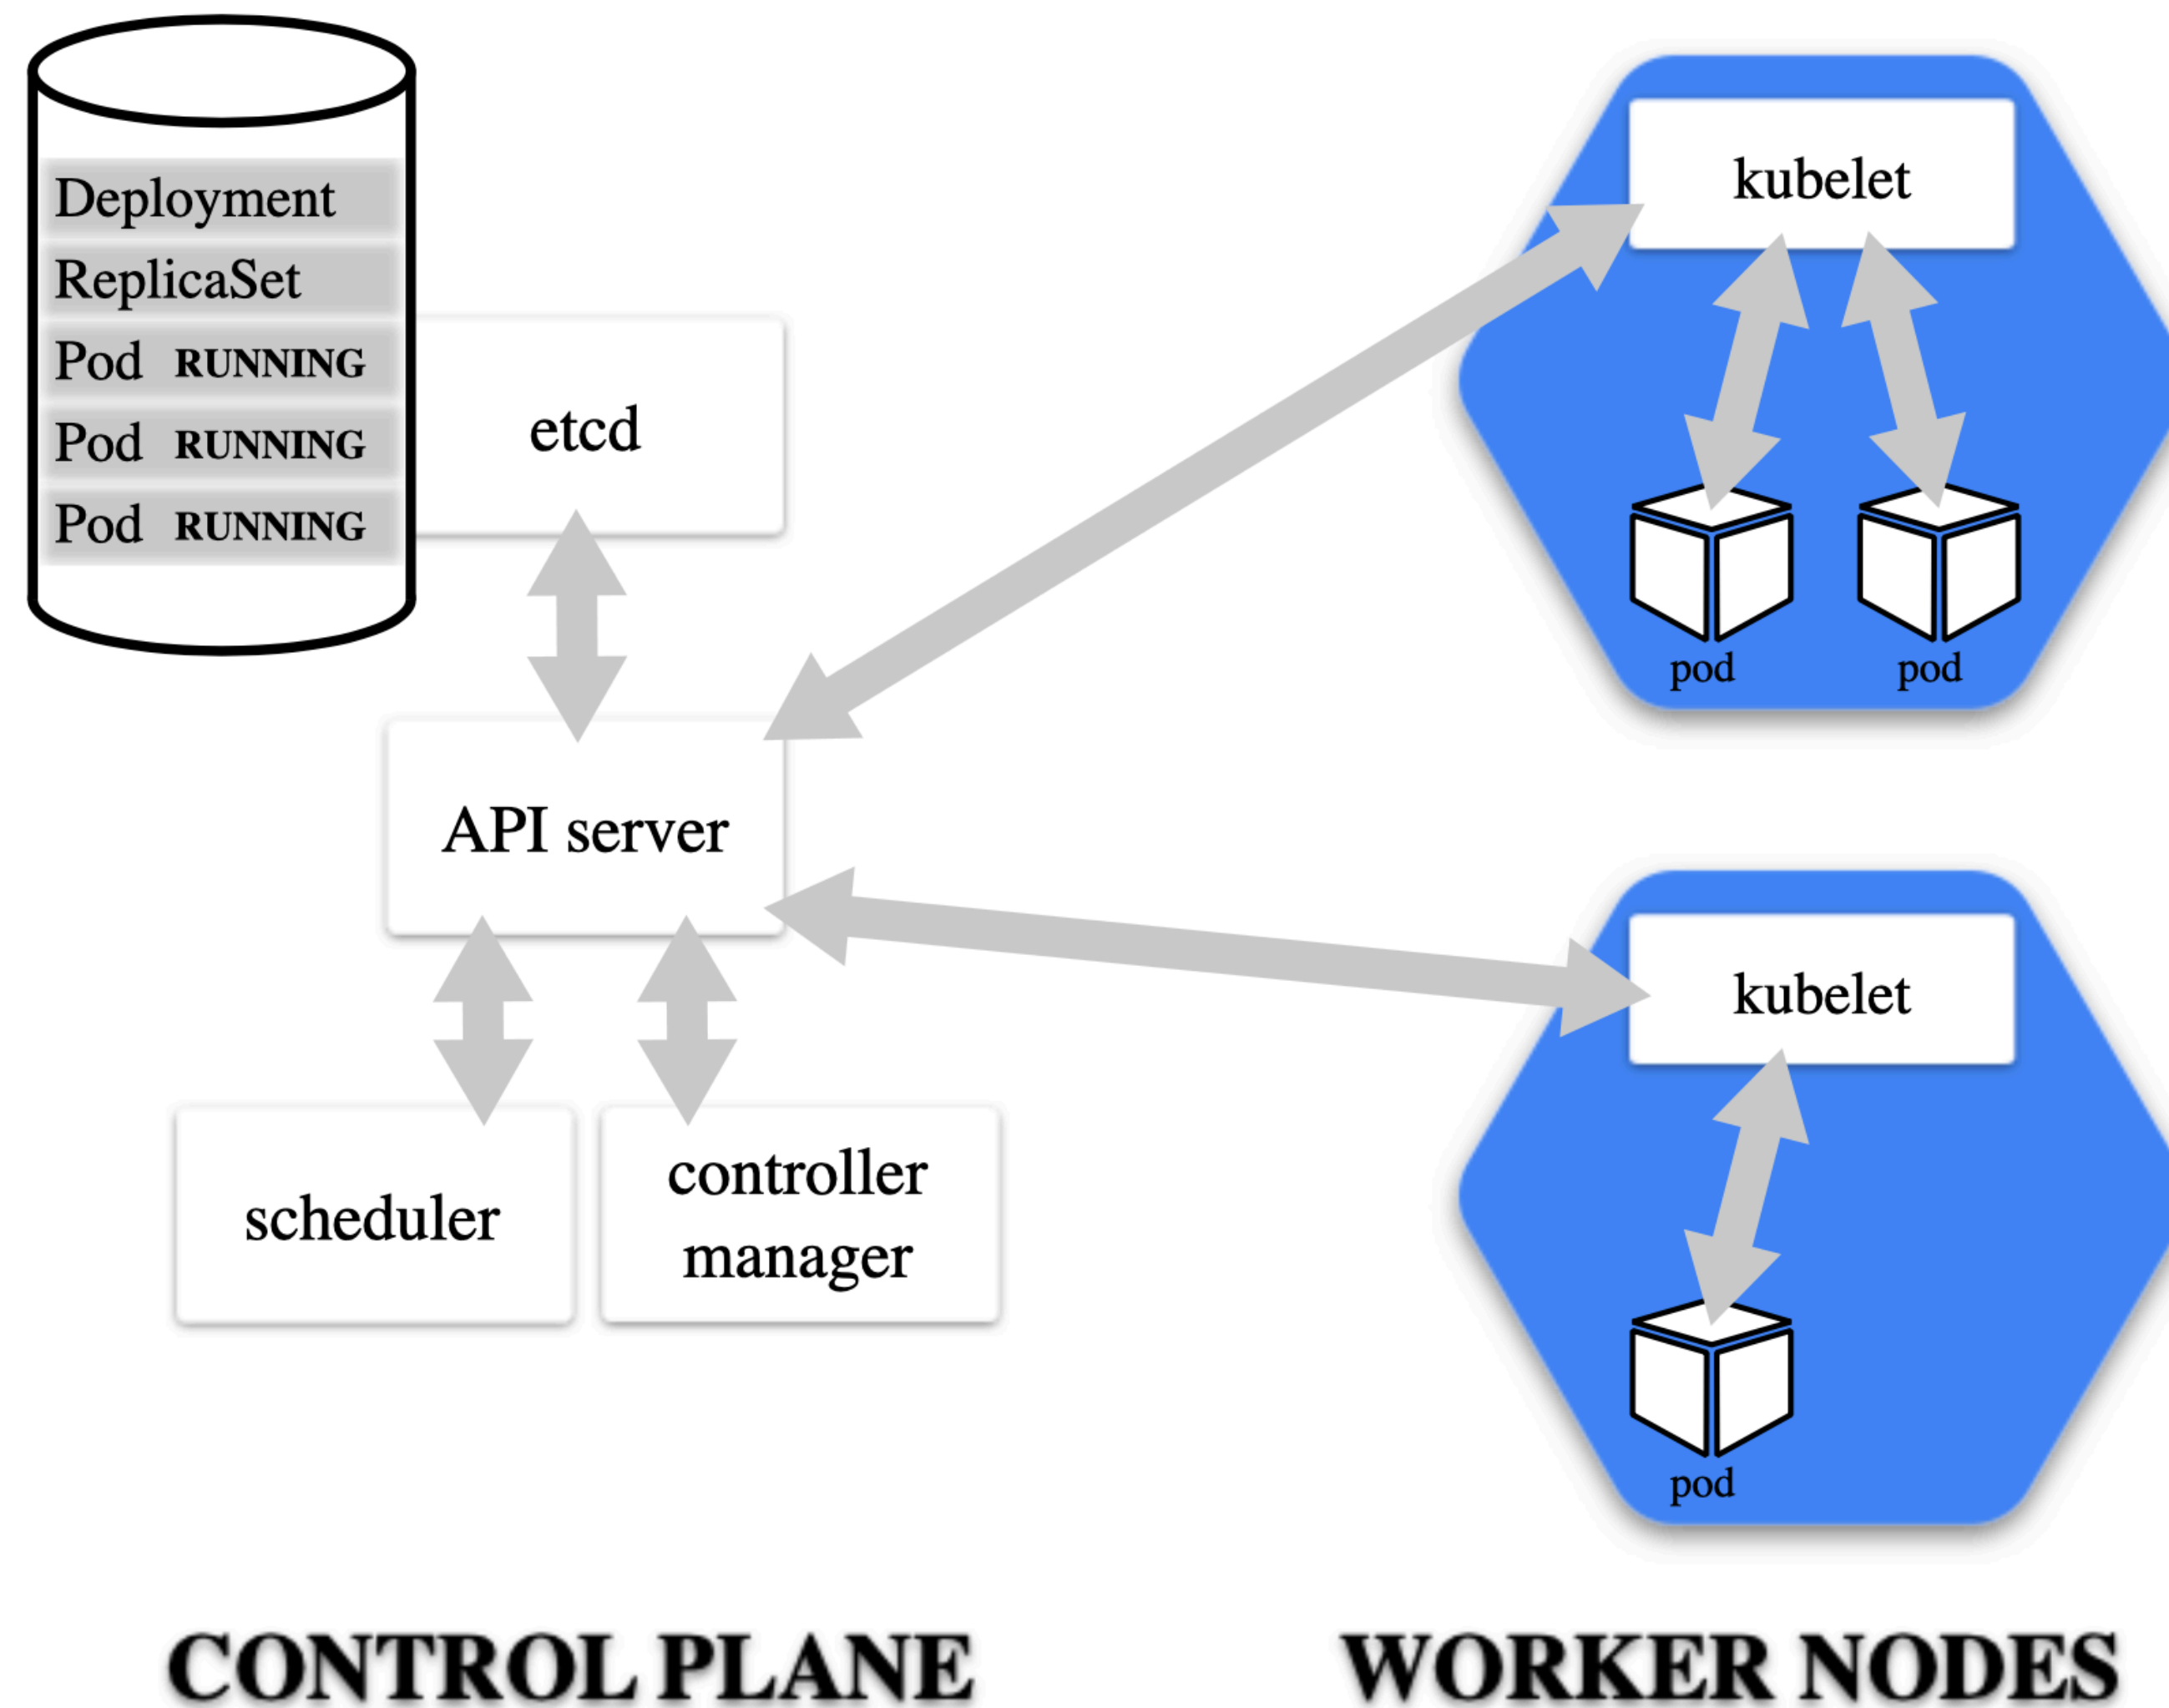 Deployment
ReplicaSet
Pod RUNNING
Pod RUNNING
Pod RUNNING
etcd
API server
scheduler
controller
manager
CONTROL PLANE
kubelet
pod pod
kubelet
pod
WORKER NODES